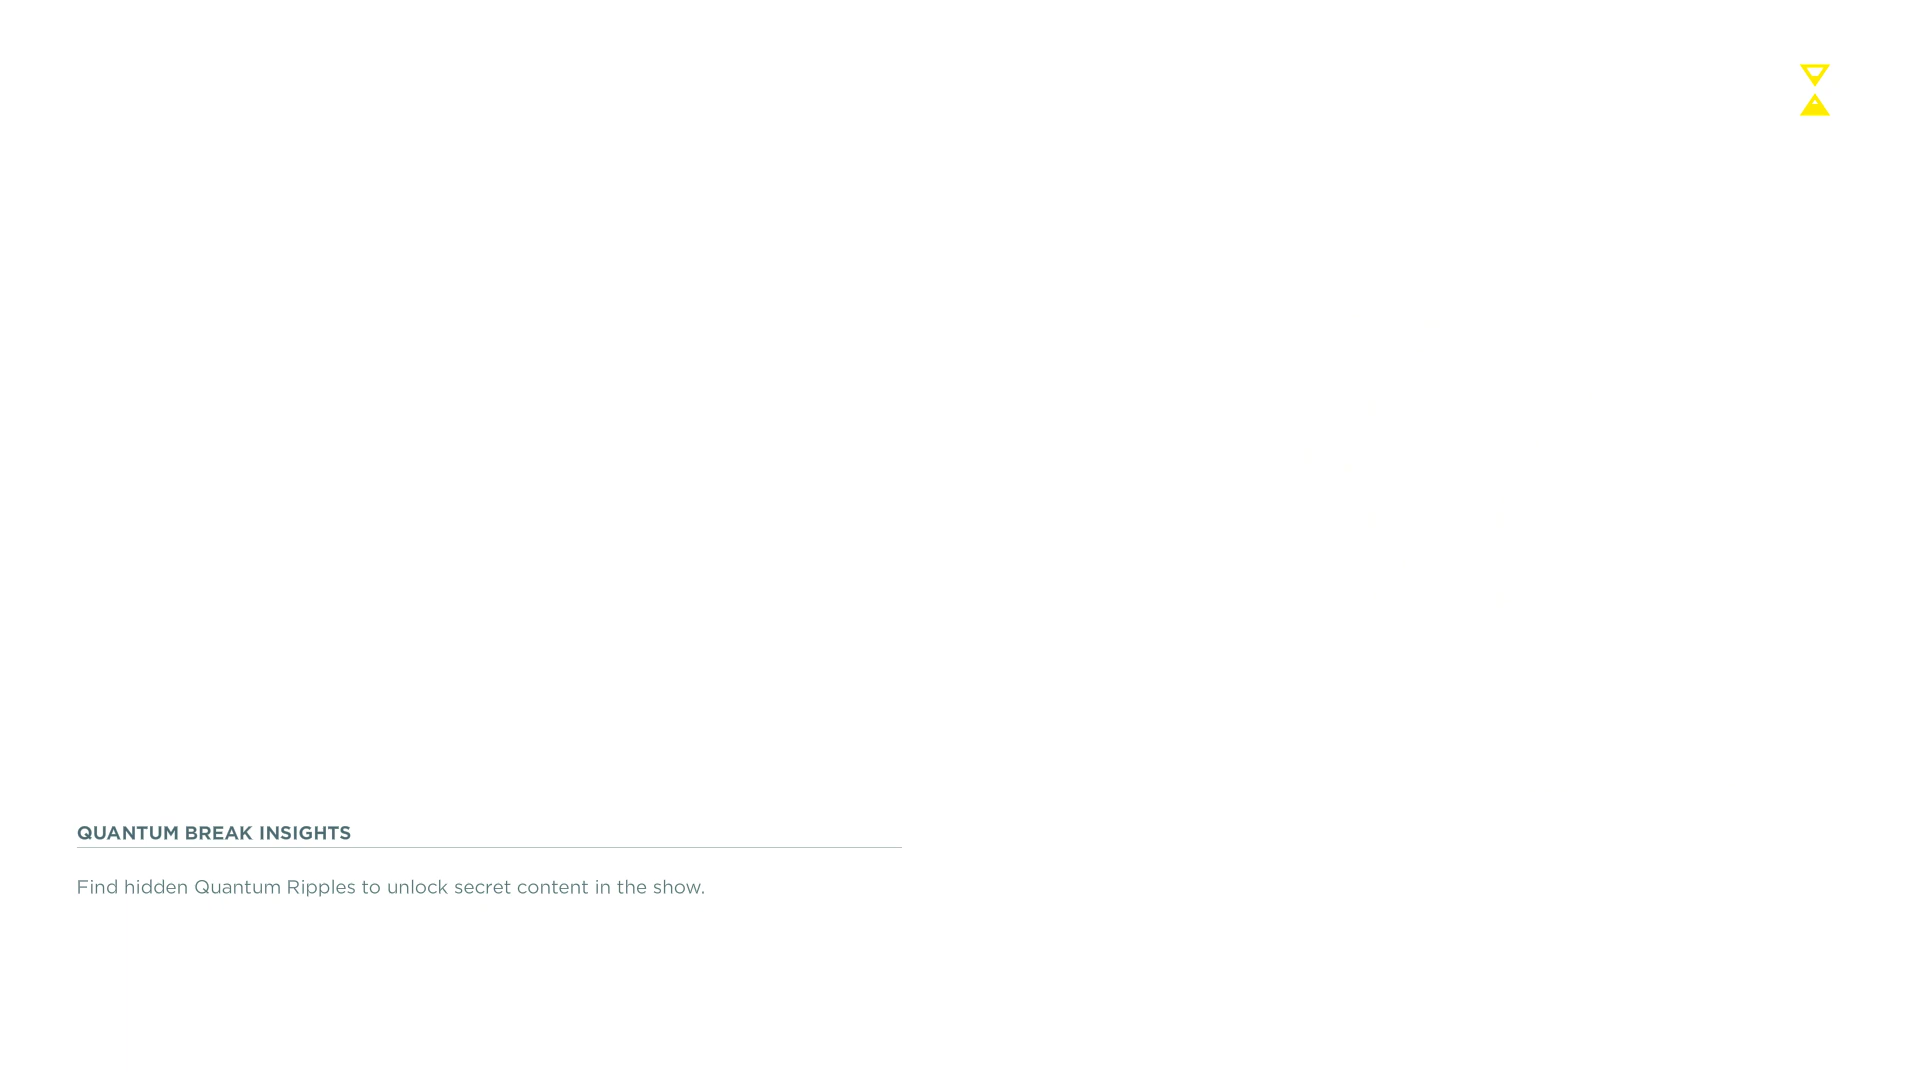 QUANTUM BREAK INSIGHTS
Find hidden Quantum Ripples to unlock secret content in the show.